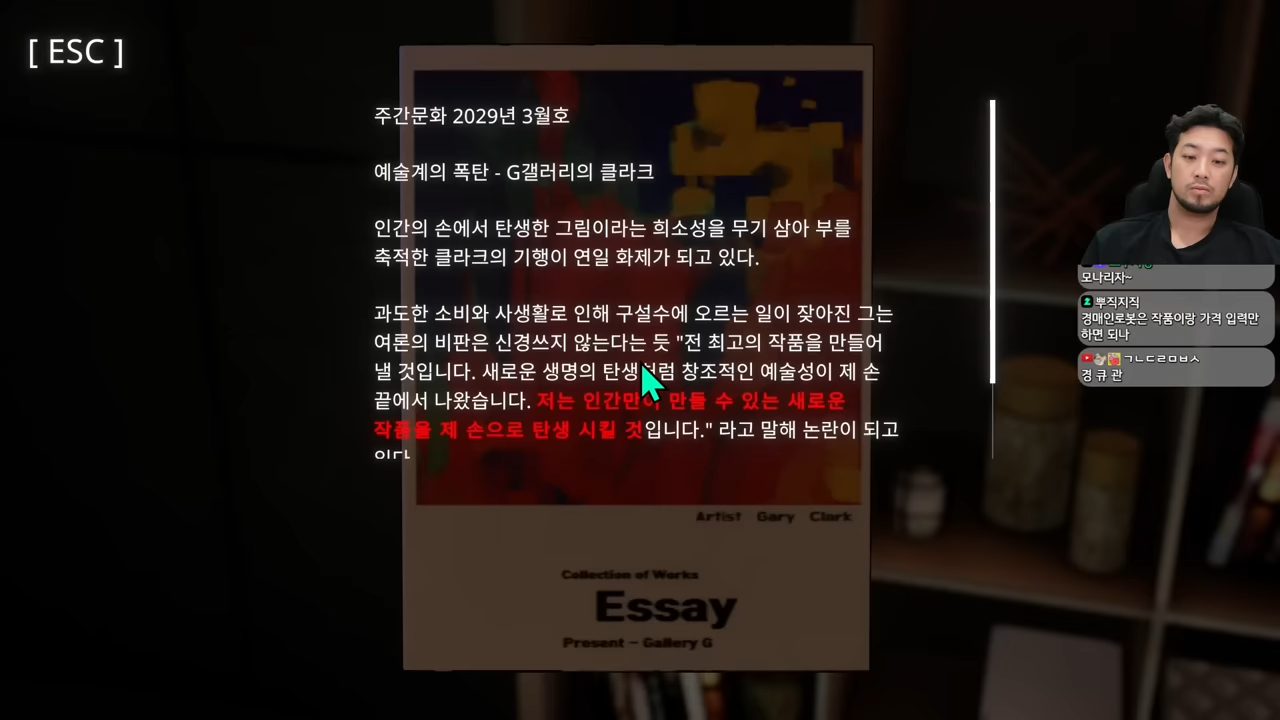 [ ESC ]
주간문화 2029년 3월호
예술계의 폭탄 - G갤러리의 클라크
인간의 손에서 탄생한 그림이라는 희소성을 무기 삼아 부를
축적한 클라크의 기행이 연일 화제가 되고 있다.
과도한 소비와 사생활로 인해 구설수에 오르는 일이 잦아진 그는
여론의 비판은 신경쓰지 않는다는 듯 "전 최고의 작품을 만들어
낼 것입니다. 새로운 생명의 탄생처럼 창조적인 예술성이 제 손
끝에서 나왔습니다. 저는 인간만이 만들 수 있는 새로운
작품을 제 손으로 탄생 시킬 것입니다." 라고 말해 논란이 되고
Artist Gary Clark
Collection of Works
Essay
Present - Gallery G
모나리자~
뿌직지직
경매인로봇은 작품이랑 가격 입력만
하면 되나
ㄱㄴㄷㄹㅁㅂㅅ
경 큐 관